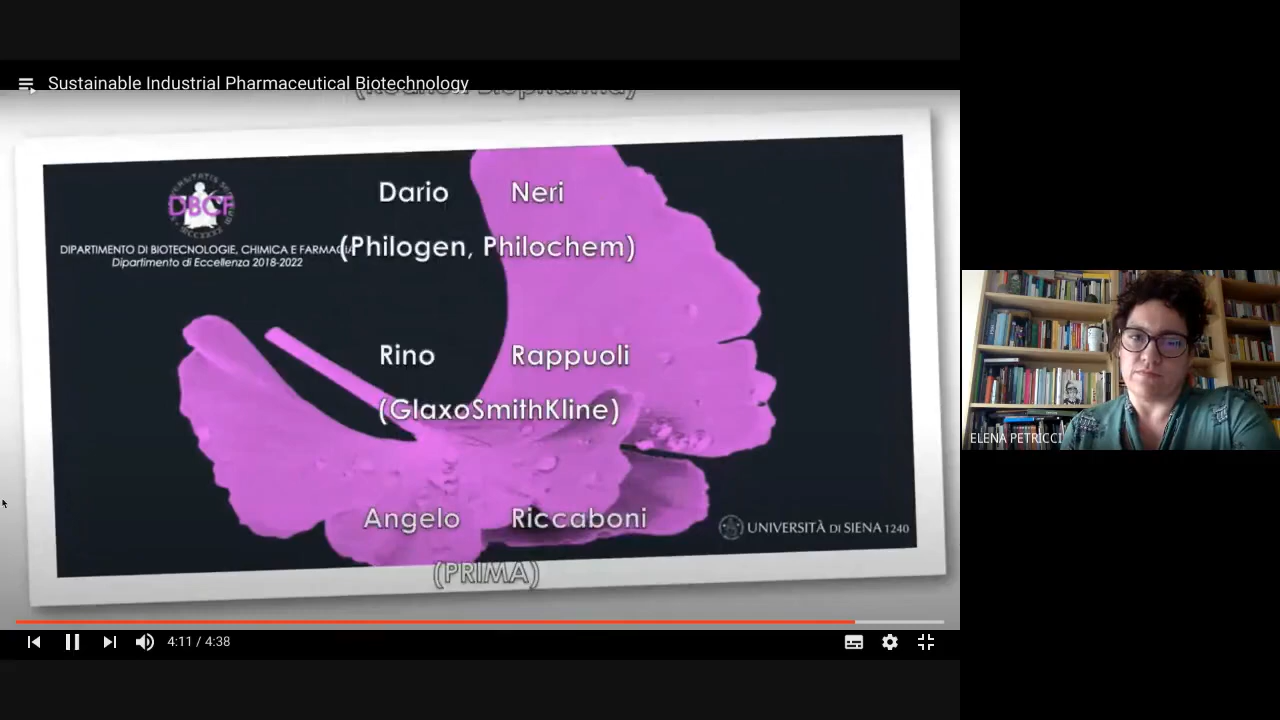 Sustainable Industrial Pharmaceutical Biotechnology
Dario Neri
(Philogen, Philochem)
DBCF
DIPARTIMENTO DI BIOTECNOLOGIE, CHIMICA E FARMACIA
Dipartimento di Eccellenza 2018-2022
Rino Rappuoli
(GlaxoSmithKline)
Angelo Riccaboni
(PRIMA)
UNIVERSITÀ DI SIENA 1240
4:11 / 4:38
ELENA PETRICCI